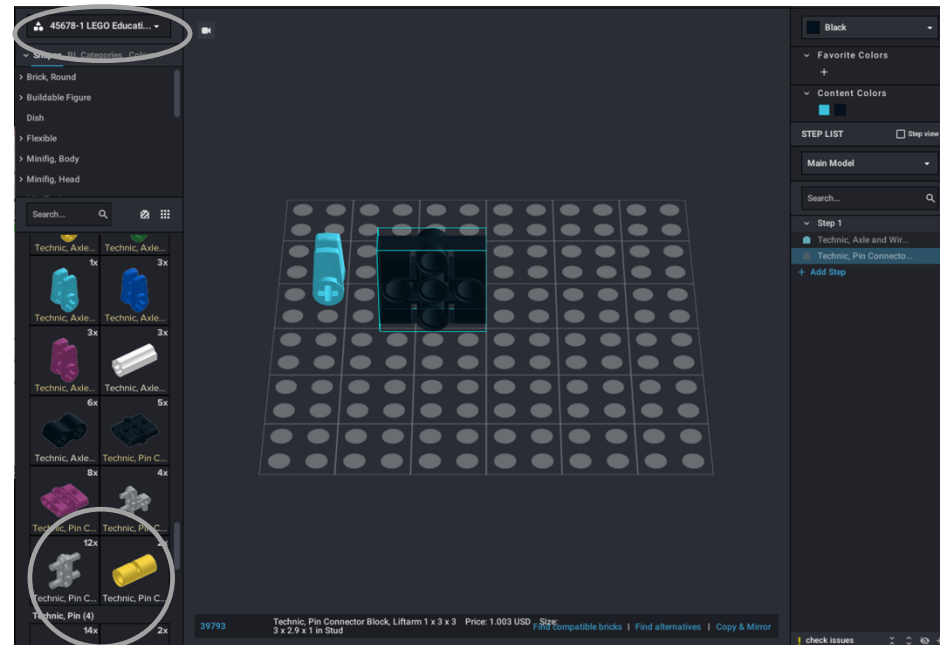 45678-1 LEGO Educati...
Shapes BL Categories Colo
Brick, Round
Buildable Figure
Dish
Flexible
Minifig, Body
Minifig, Head
Search...
Technic, Axle... Technic, Axle...
1x 3x
Technic, Axle... Technic, Axle...
3x 3x
Technic, Axle... Technic, Axle...
6x 5x
Technic, Axle... Technic, Pin C...
8x 4x
Technic, Pin C... Technic, Pin C...
12x 2x
Technic, Pin C... Technic, Pin C...
Technic, Pin (4)
14x 2x
39793
Technic, Pin Connector Block, Liftarm 1 x 3 x 3 Price: 1.003 USD Size:
3 x 2.9 x 1 in Stud
Find compatible bricks | Find alternatives | Copy & Mirror
Black
Favorite Colors
+
Content Colors
STEP LIST Step view
Main Model
Search...
Step 1
Technic, Axle and Wir...
Technic, Pin Connecto...
+ Add Step
! check issues